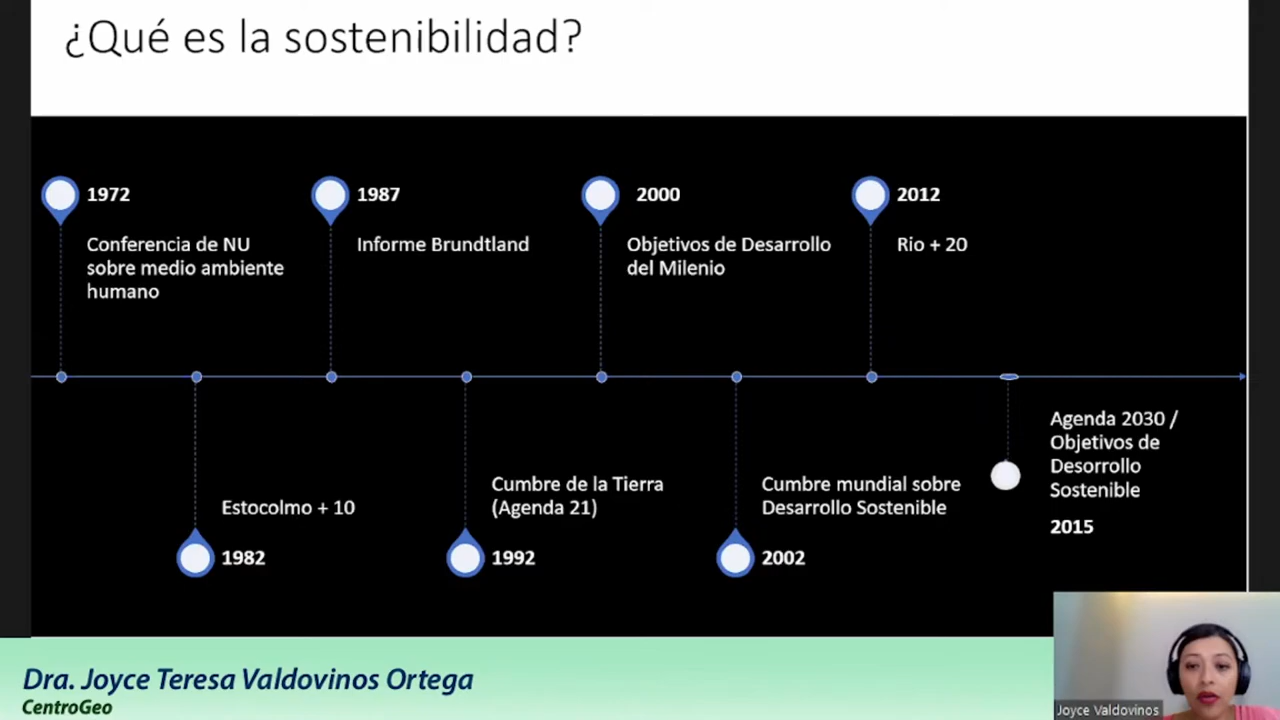 ¿Qué es la sostenibilidad?
1972
Conferencia de NU
sobre medio ambiente
humano
1987
Informe Brundtland
2000
Objetivos de Desarrollo
del Milenio
2012
Rio + 20
Estocolmo + 10
1982
Cumbre de la Tierra
(Agenda 21)
1992
Cumbre mundial sobre
Desarrollo Sostenible
2002
Agenda 2030 /
Objetivos de
Desorrollo
Sostenible
2015
Dra. Joyce Teresa Valdovinos Ortega
CentroGeo
Joyce Valdovinos